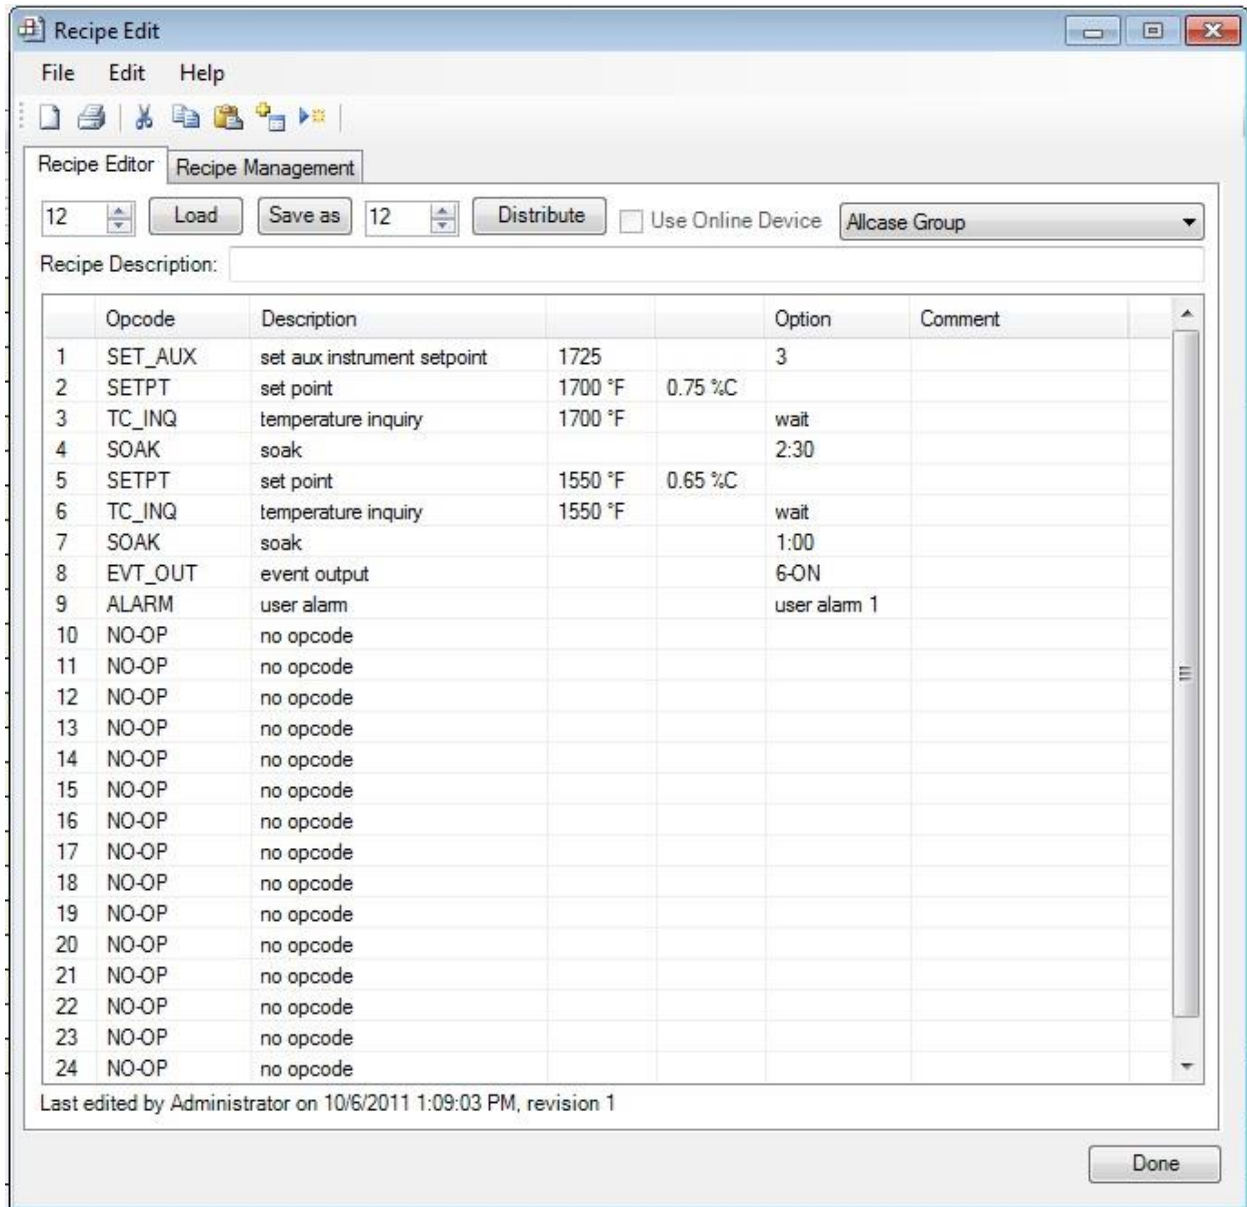 Recipe Edit
File Edit Help
Recipe Editor Recipe Management
12 Load Save as 12 Distribute Use Online Device Allcase Group
Recipe Description:
Opcode Description Option Comment
1 SET_AUX set aux instrument setpoint 1725 3
2 SETPT set point 1700 °F 0.75 %C
3 TC_INQ temperature inquiry 1700 °F wait
4 SOAK soak 2:30
5 SETPT set point 1550 °F 0.65 %C
6 TC_INQ temperature inquiry 1550 °F wait
7 SOAK soak 1:00
8 EVT_OUT event output 6-ON
9 ALARM user alarm user alarm 1
10 NO-OP no opcode
11 NO-OP no opcode
12 NO-OP no opcode
13 NO-OP no opcode
14 NO-OP no opcode
15 NO-OP no opcode
16 NO-OP no opcode
17 NO-OP no opcode
18 NO-OP no opcode
19 NO-OP no opcode
20 NO-OP no opcode
21 NO-OP no opcode
22 NO-OP no opcode
23 NO-OP no opcode
24 NO-OP no opcode
Last edited by Administrator on 10/6/2011 1:09:03 PM, revision 1
Done